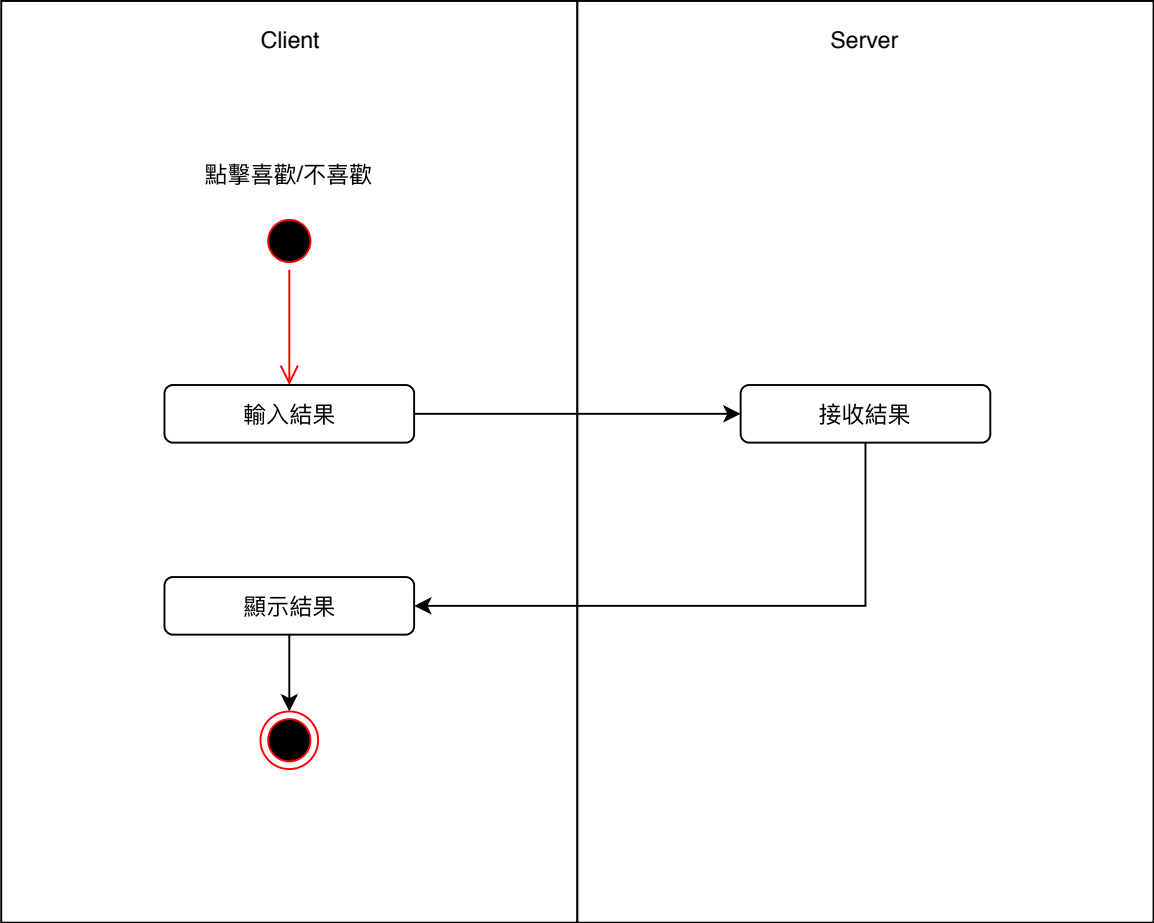 Client
Server
點擊喜歡/不喜歡
輸入結果
接收結果
顯示結果